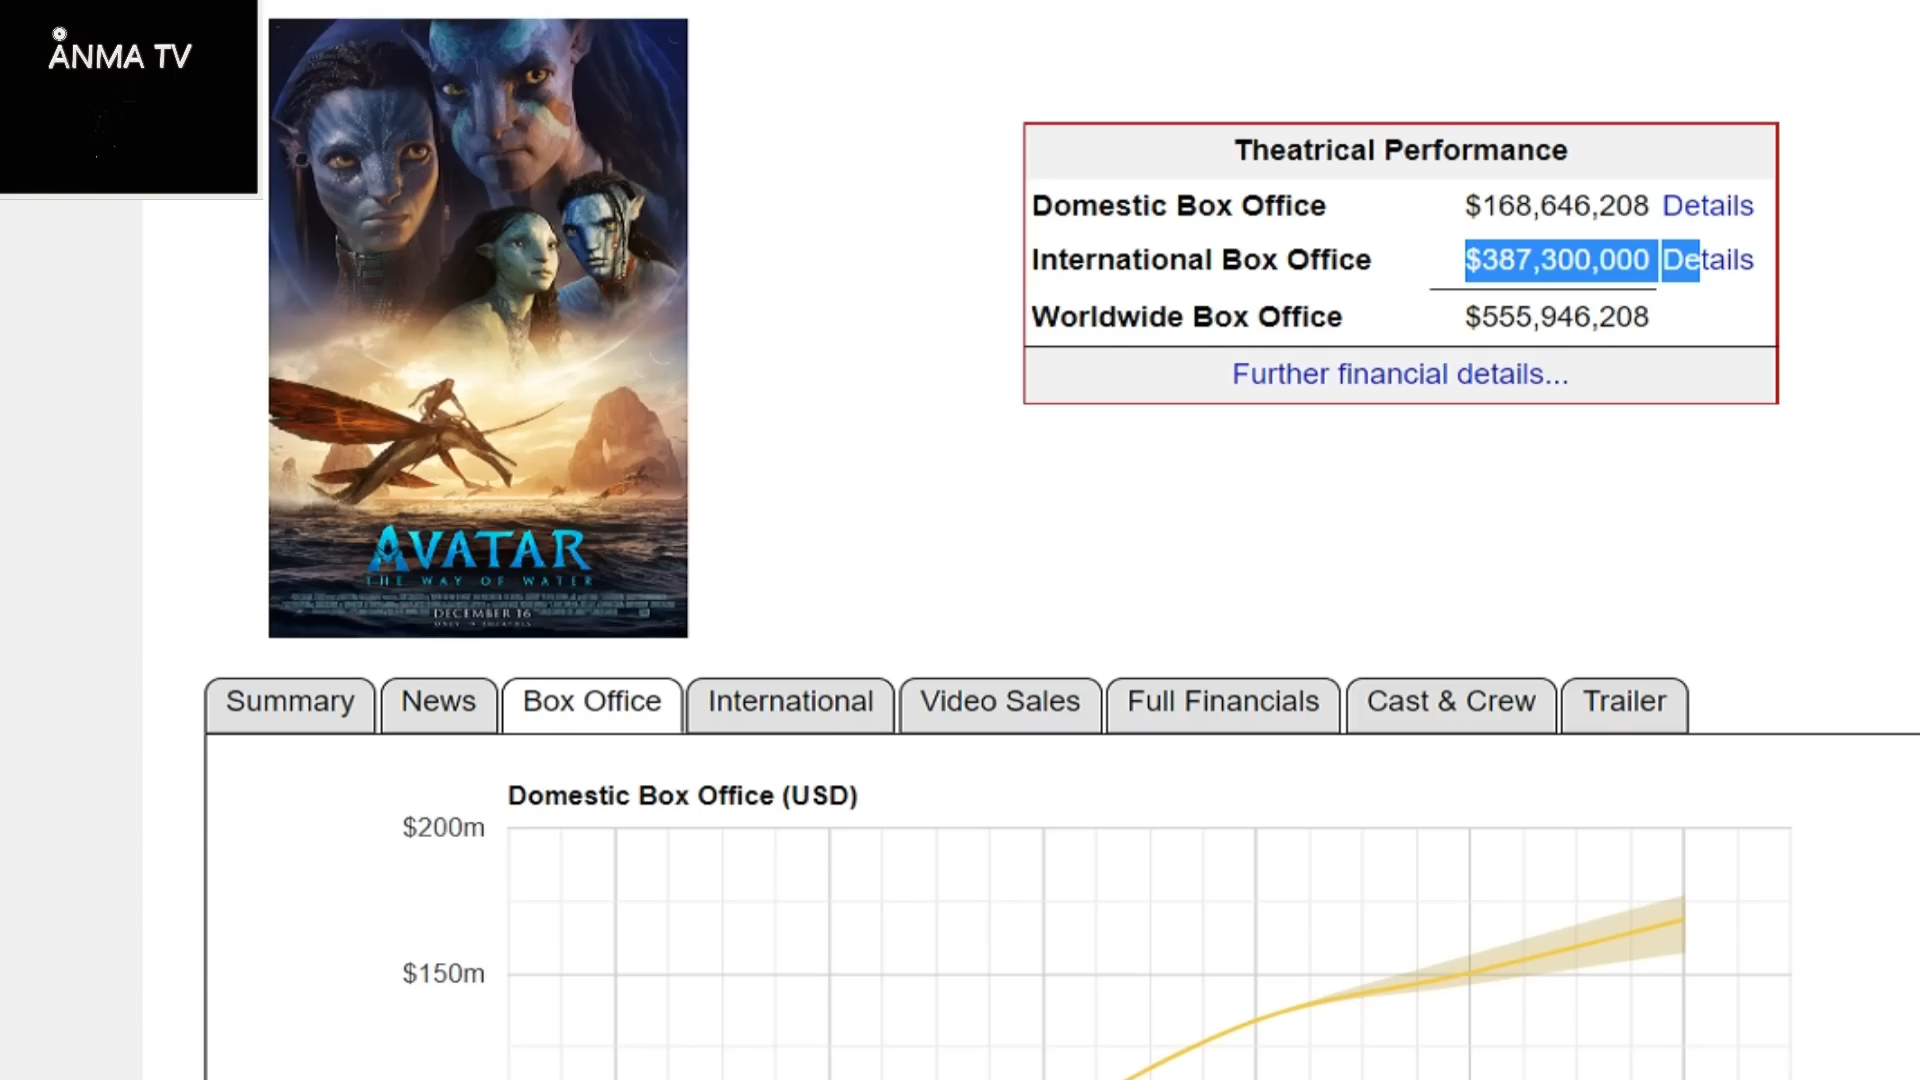 ÅNMA TV
AVATAR
THE WAY OF WATER
DECEMBER 16
Theatrical Performance
Domestic Box Office $168,646,208 Details
International Box Office $387,300,000 Details
Worldwide Box Office $555,946,208
Further financial details...
Summary News Box Office International Video Sales Full Financials Cast & Crew Trailer
Domestic Box Office (USD)
$200m
$150m